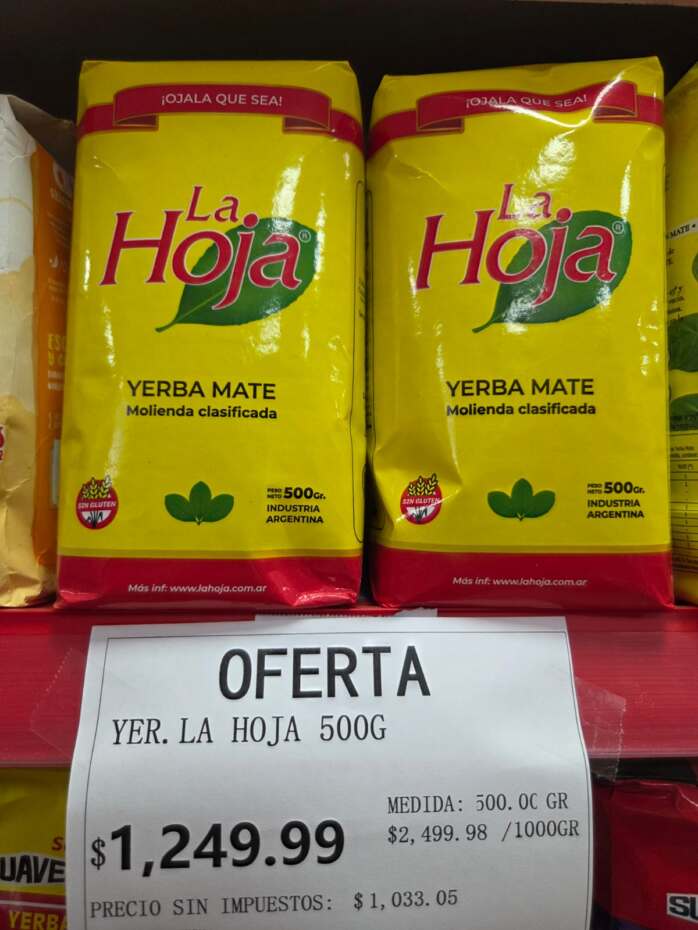 ¡OJALA QUE SEA!
La
Hoja®
YERBA MATE
Molienda clasificada
SIN GLUTEN
PESO NETO 500Gr.
INDUSTRIA
ARGENTINA
Más inf: www.lahoja.com.ar
¡OJALA QUE SEA!
La
Hoja®
YERBA MATE
Molienda clasificada
SIN GLUTEN
PESO NETO 500Gr.
INDUSTRIA
ARGENTINA
Más inf: www.lahoja.com.ar
OFERTA
YER. LA HOJA 500G
MEDIDA: 500.00 GR
$1,249.99
$2,499.98 /1000GR
PRECIO SIN IMPUESTOS: $1,033.05
UAVE
YERBA
SU